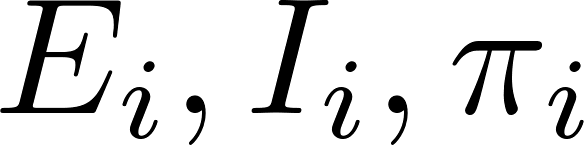 E_i, I_i, π_i